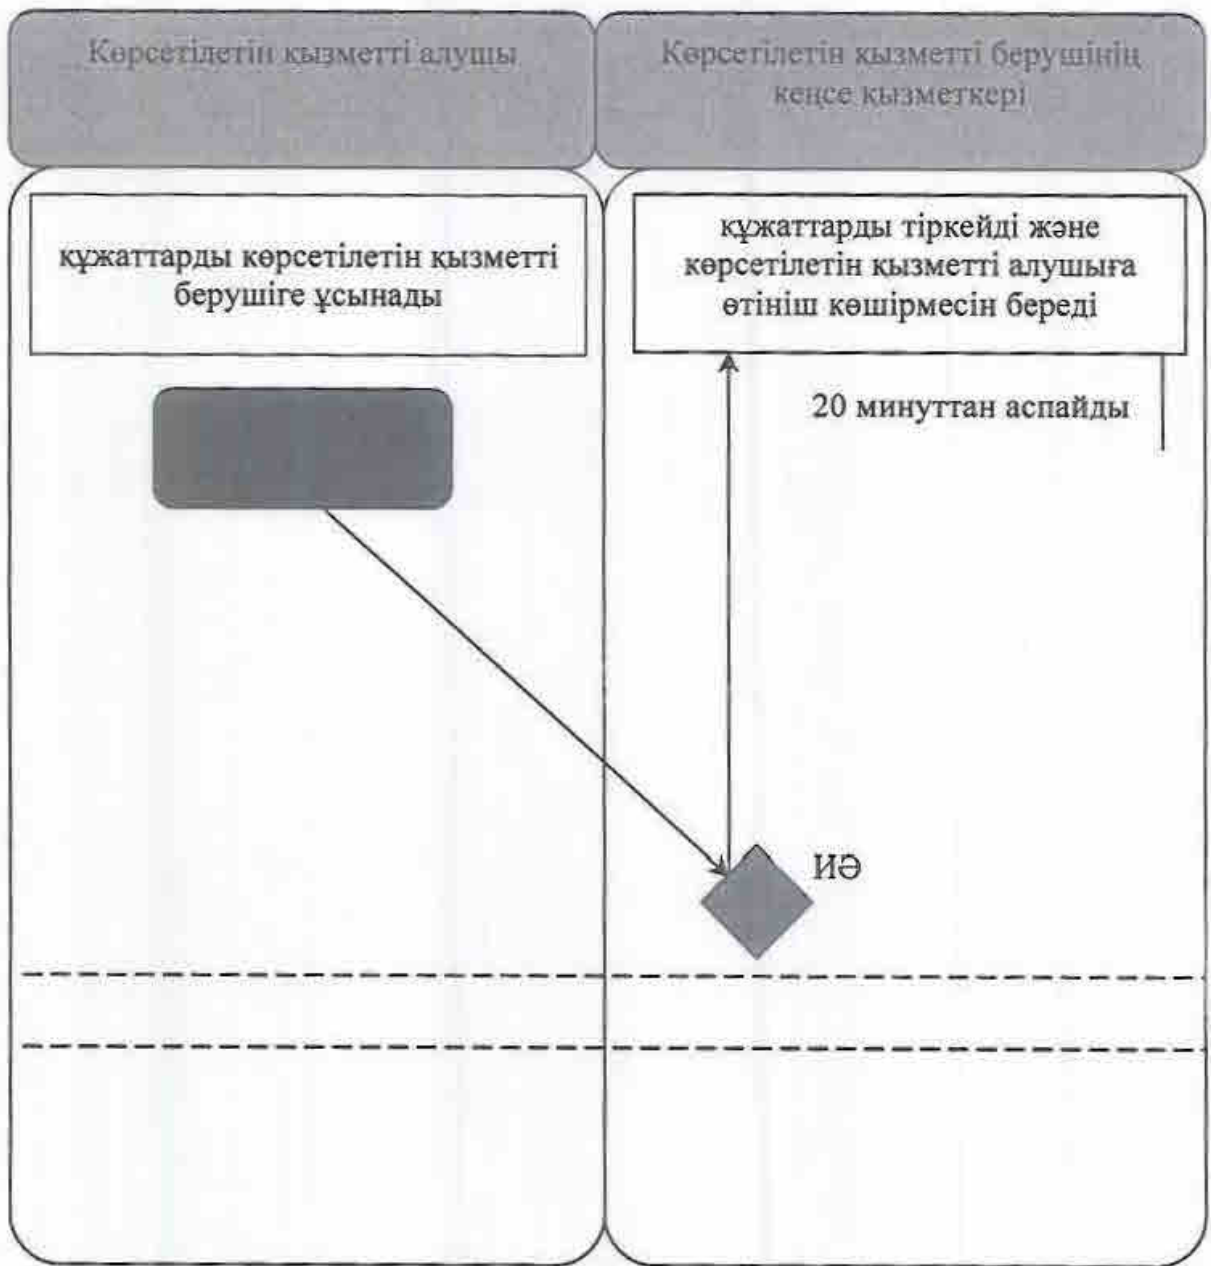 Көрсетілетін қызметті алушы
Көрсетілетін қызметті берушінің
кеңсе қызметкері
құжаттарды көрсетілетін қызметті
берушіге ұсынады
құжаттарды тіркейді және
көрсетілетін қызметті алушыға
өтініш көшірмесін береді
20 минуттан аспайды
ИӘ